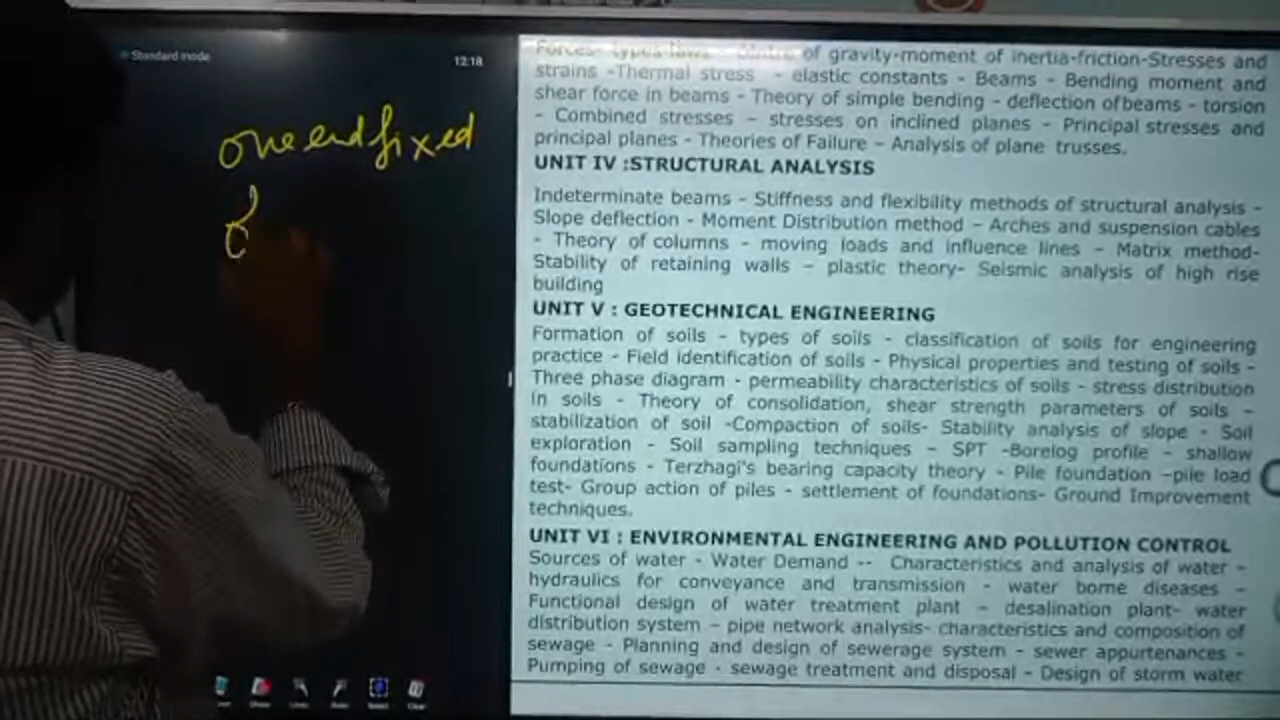 Standard mode
12:18
one end fixed
Forces- types laws - centre of gravity-moment of inertia-friction-Stresses and
strains -Thermal stress - elastic constants - Beams - Bending moment and
shear force in beams - Theory of simple bending - deflection of beams - torsion
- Combined stresses - stresses on inclined planes - Principal stresses and
principal planes - Theories of Failure - Analysis of plane trusses.
UNIT IV :STRUCTURAL ANALYSIS
Indeterminate beams - Stiffness and flexibility methods of structural analysis -
Slope deflection - Moment Distribution method - Arches and suspension cables
- Theory of columns - moving loads and influence lines - Matrix method-
Stability of retaining walls - plastic theory- Seismic analysis of high rise
building
UNIT V : GEOTECHNICAL ENGINEERING
Formation of soils - types of soils - classification of soils for engineering
practice - Field identification of soils - Physical properties and testing of soils -
Three phase diagram - permeability characteristics of soils - stress distribution
in soils - Theory of consolidation, shear strength parameters of soils -
stabilization of soil -Compaction of soils- Stability analysis of slope - Soil
exploration - Soil sampling techniques - SPT -Borelog profile - shallow
foundations - Terzhagi's bearing capacity theory - Pile foundation -pile load
test- Group action of piles - settlement of foundations- Ground Improvement
techniques.
UNIT VI : ENVIRONMENTAL ENGINEERING AND POLLUTION CONTROL
Sources of water - Water Demand -- Characteristics and analysis of water -
hydraulics for conveyance and transmission - water borne diseases -
Functional design of water treatment plant - desalination plant- water
distribution system - pipe network analysis- characteristics and composition of
sewage - Planning and design of sewerage system - sewer appurtenances -
Pumping of sewage - sewage treatment and disposal - Design of storm water
Select
Clear